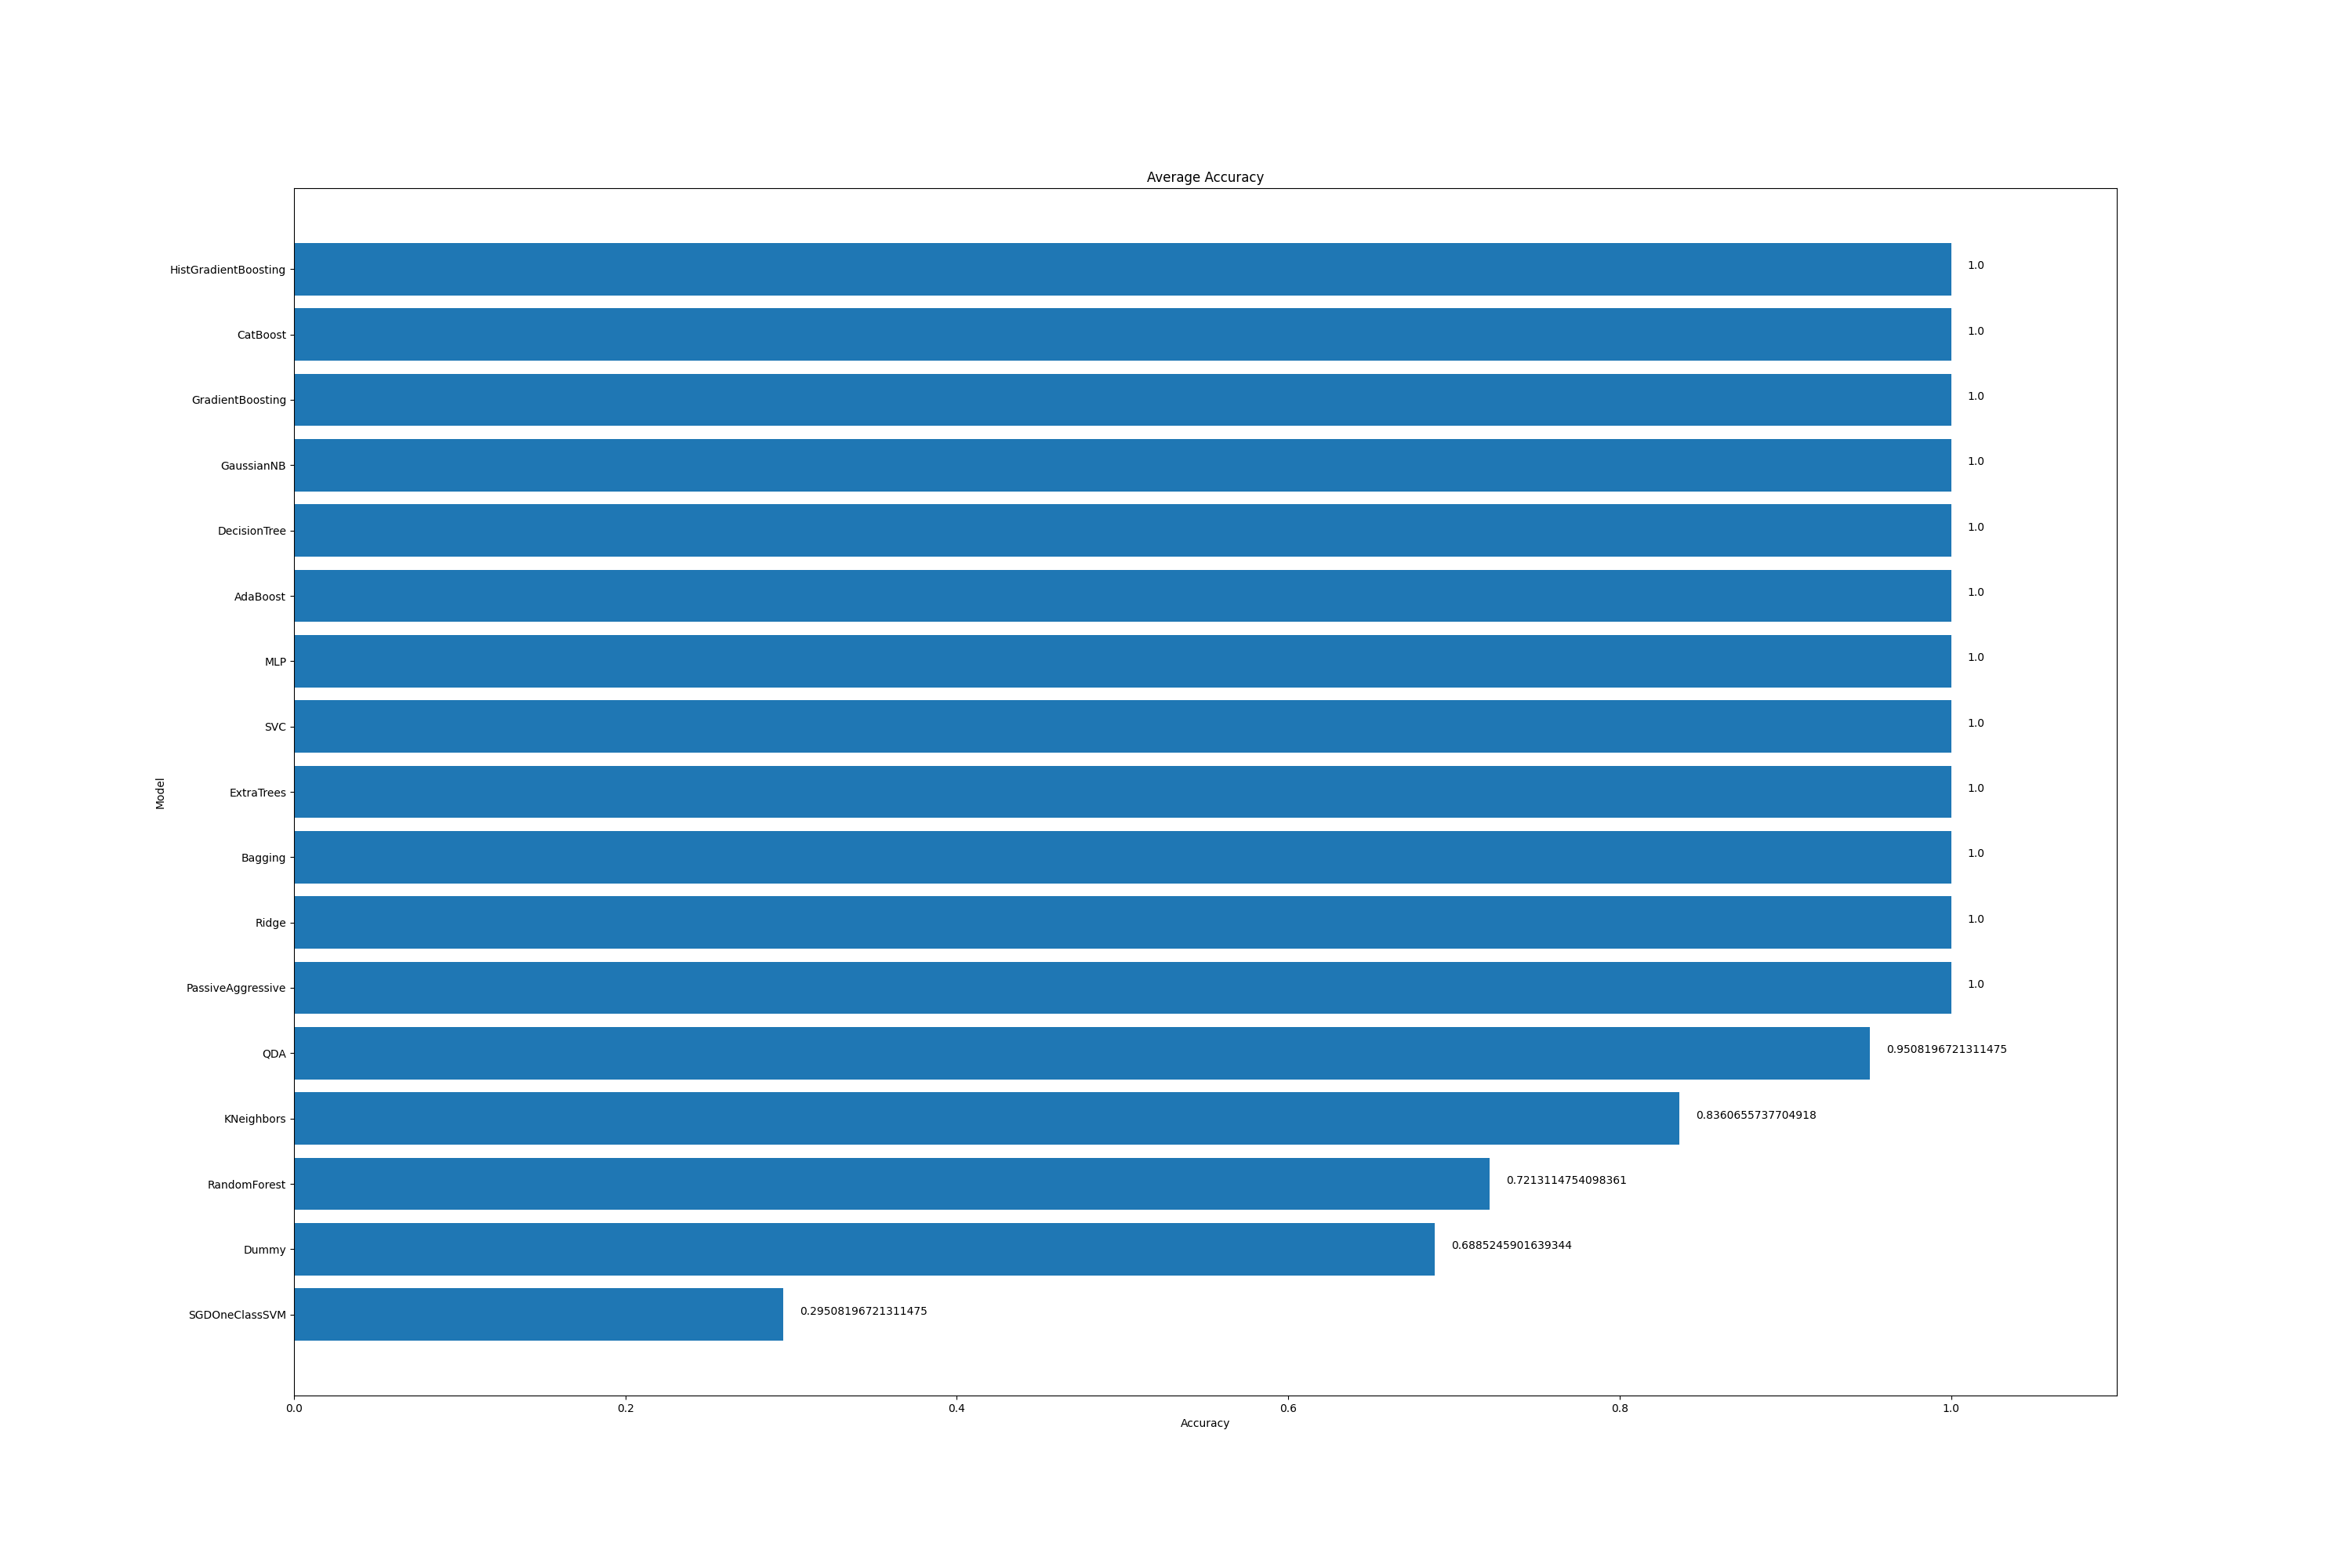 Average Accuracy
HistGradientBoosting 1.0
CatBoost 1.0
GradientBoosting 1.0
GaussianNB 1.0
DecisionTree 1.0
AdaBoost 1.0
MLP 1.0
SVC 1.0
Model
ExtraTrees 1.0
Bagging 1.0
Ridge 1.0
PassiveAggressive 1.0
QDA 0.9508196721311475
KNeighbors 0.8360655737704918
RandomForest 0.7213114754098361
Dummy 0.6885245901639344
SGDOneClassSVM 0.29508196721311475
0.0 0.2 0.4 0.6 0.8 1.0
Accuracy